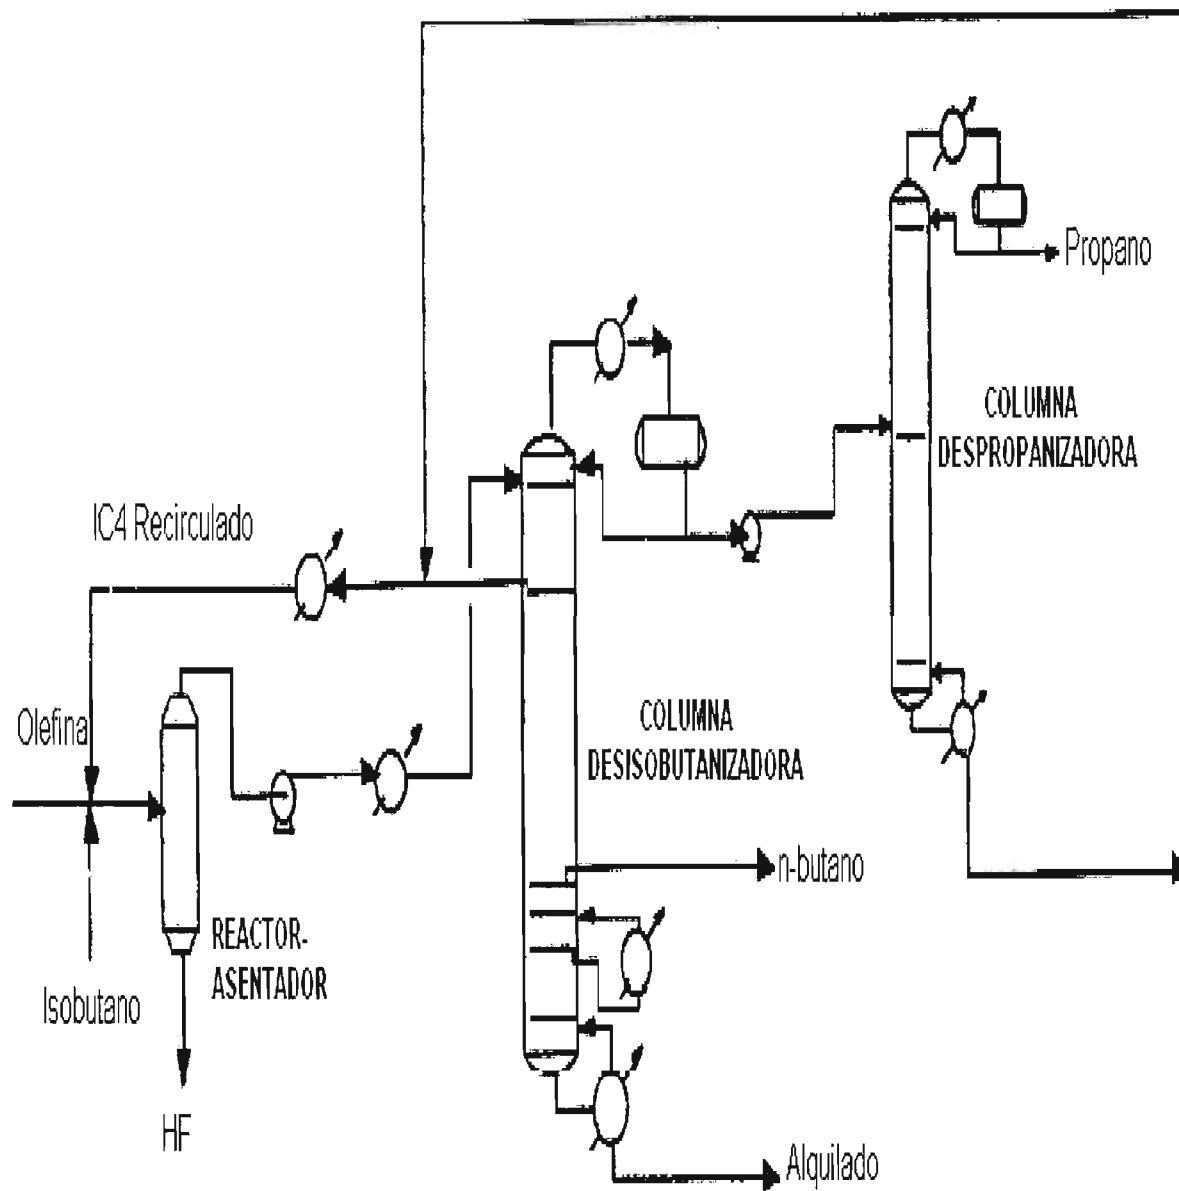 Propano
COLUMNA
DESPROPANIZADORA
IC4 Recirculado
Olefina
COLUMNA
DESISOBUTANIZADORA
n-butano
REACTOR-
ASENTADOR
Isobutano
HF
Alquilado